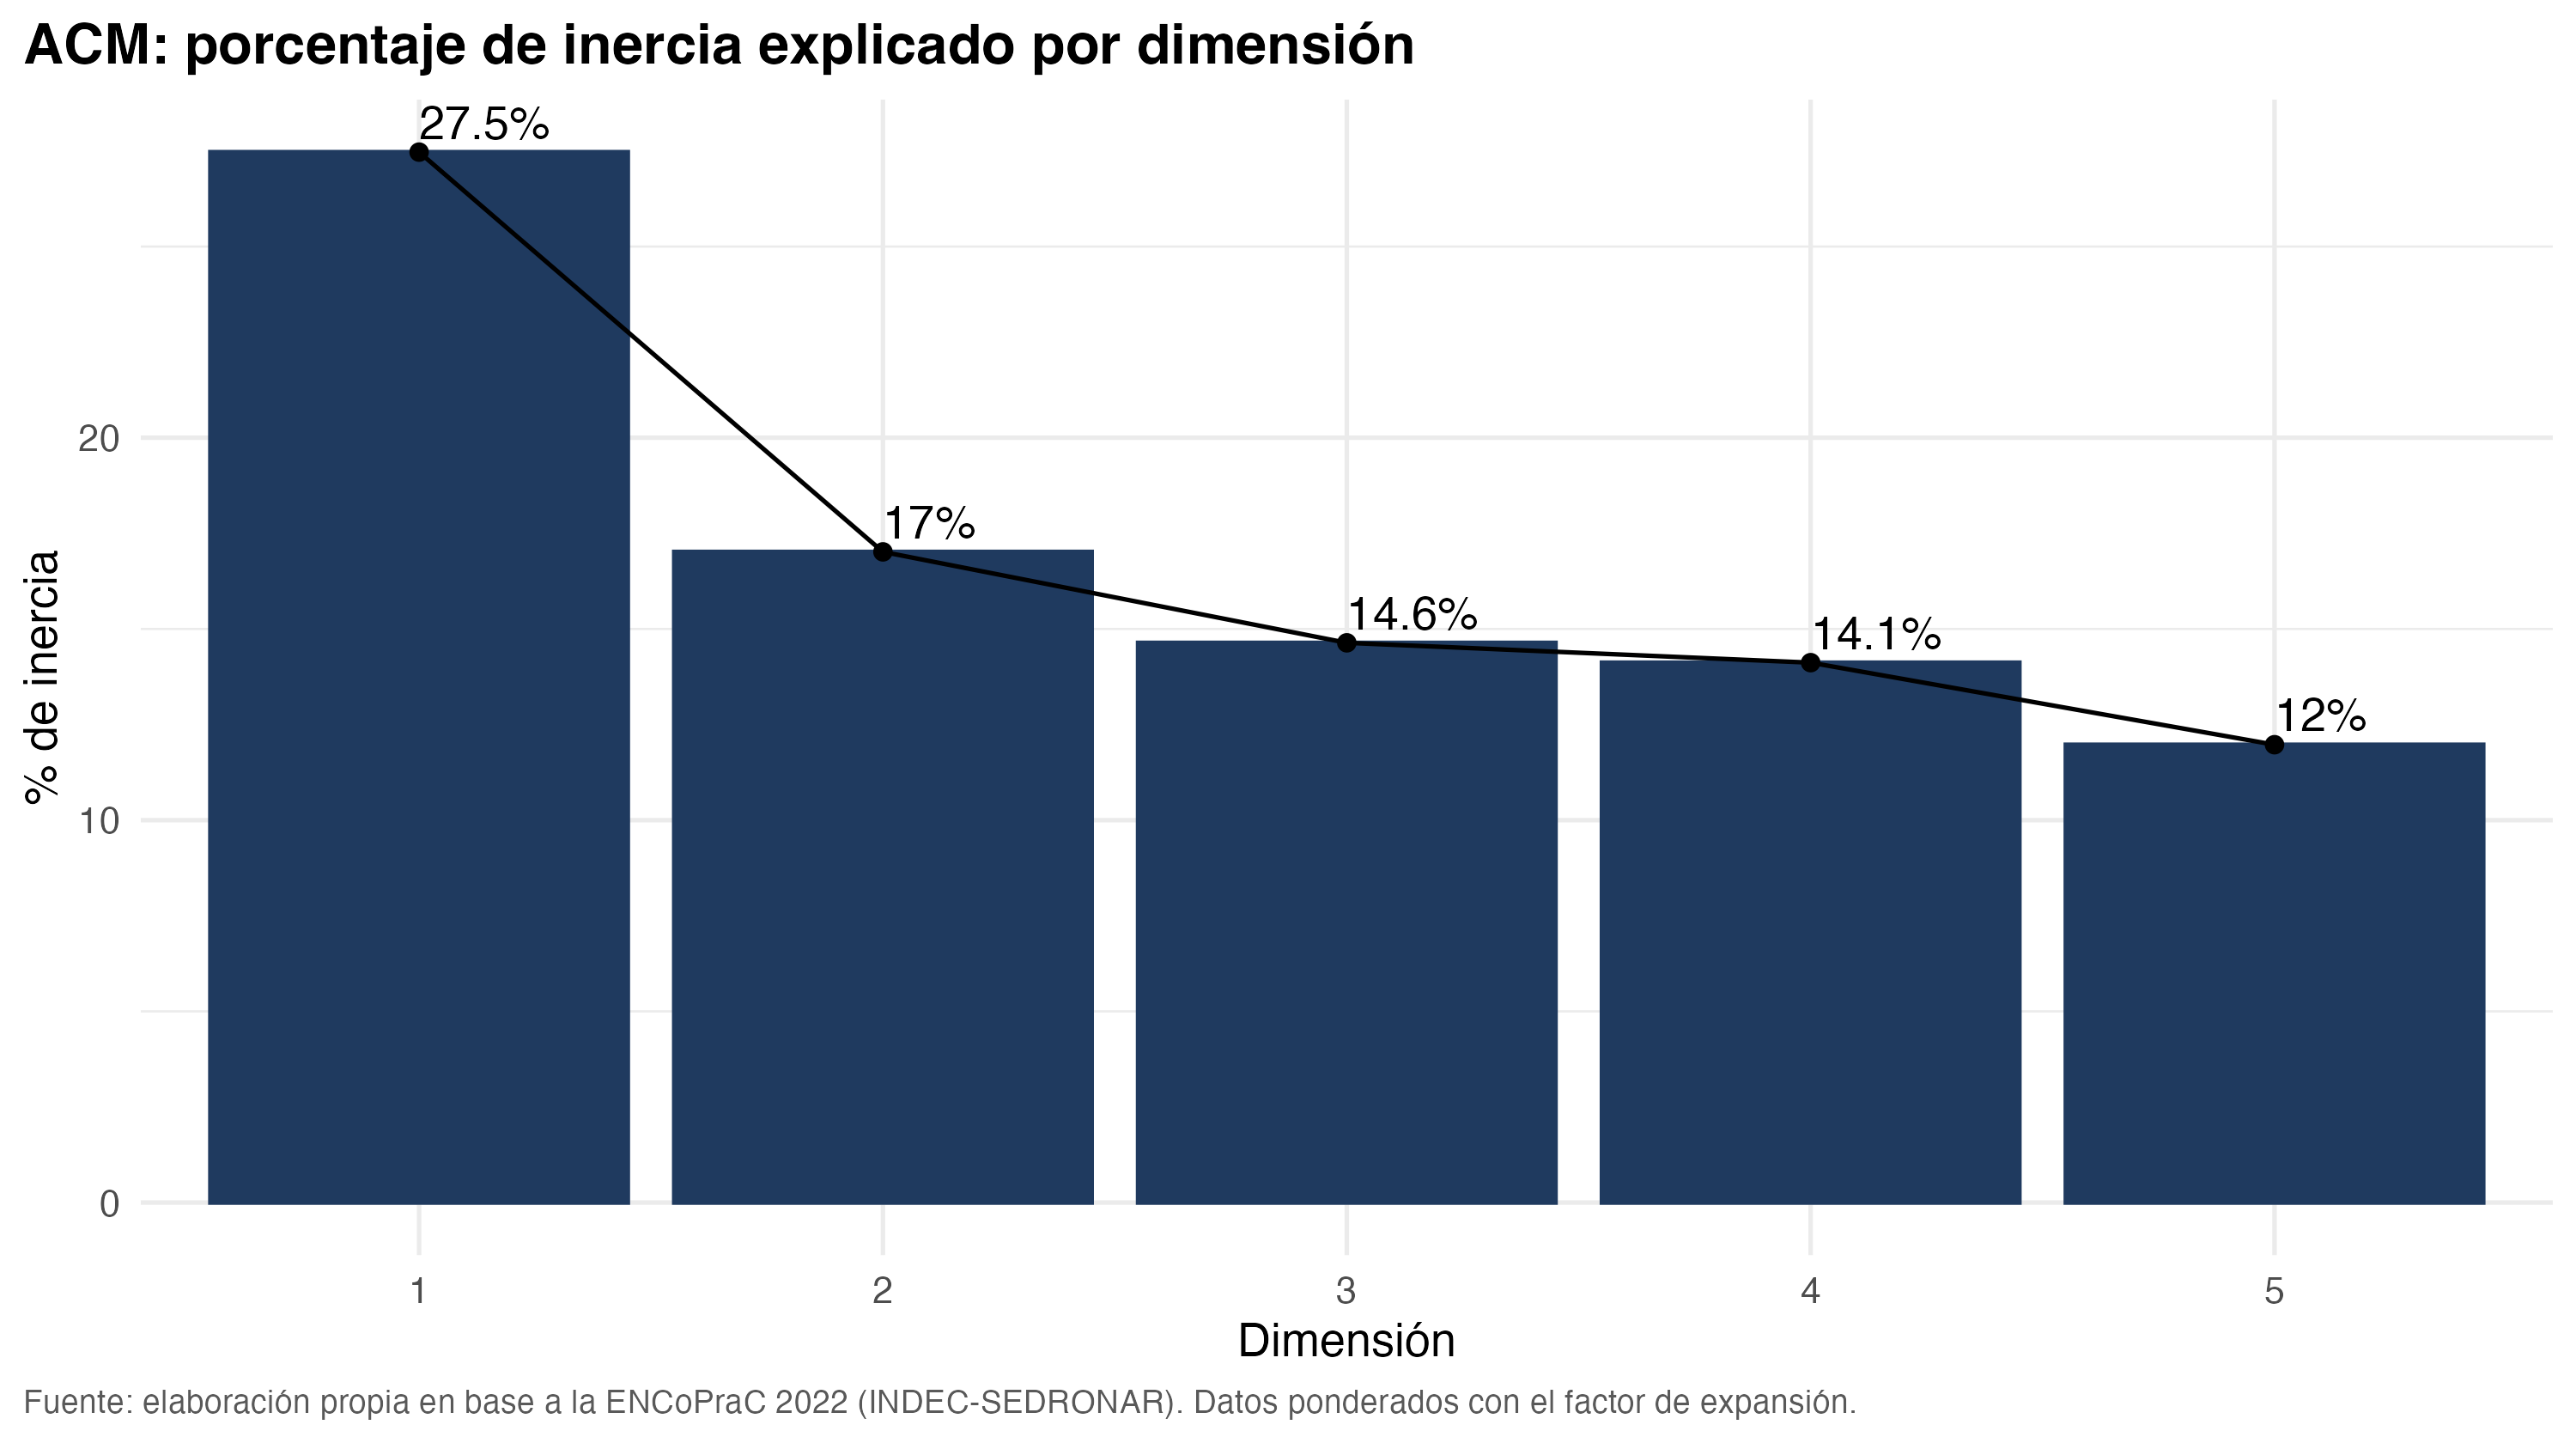 ACM: porcentaje de inercia explicado por dimensión
27.5%
17%
14.6%
14.1%
12%
20
10
0
% de inercia
1 2 3 4 5
Dimensión
Fuente: elaboración propia en base a la ENCoPraC 2022 (INDEC-SEDRONAR). Datos ponderados con el factor de expansión.